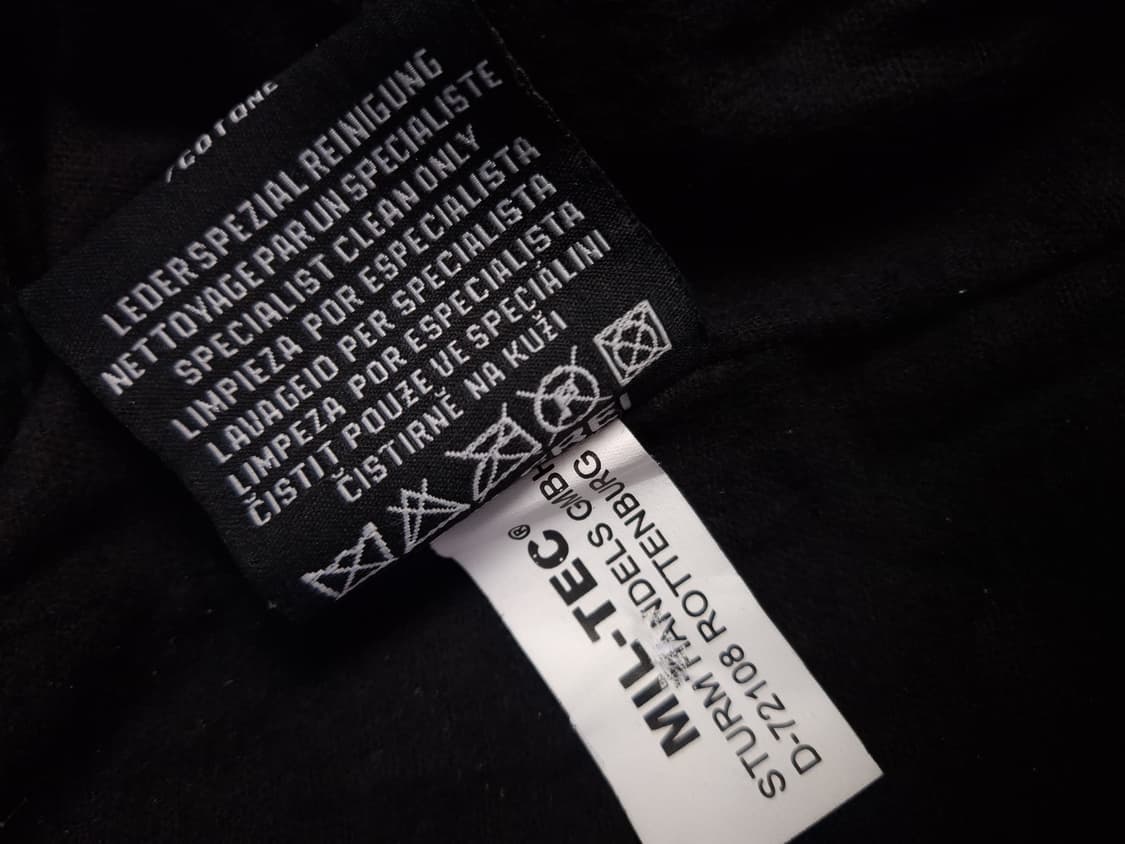 COTONE
LEDERSPEZIALREINIGUNG
NETTOYAGE PAR UN SPECIALISTE
SPECIALIST CLEAN ONLY
LIMPIEZA POR ESPECIALISTA
LAVAGEIO PER SPECIALISTA
LIMPEZA POR ESPECIALISTA
ČISTIT POUZE VE SPECIÁLINI
ČISTIRNĚ NA KUŽI
MIL-TEC®
STURM HANDELS GMBH
D-72108 ROTTENBURG